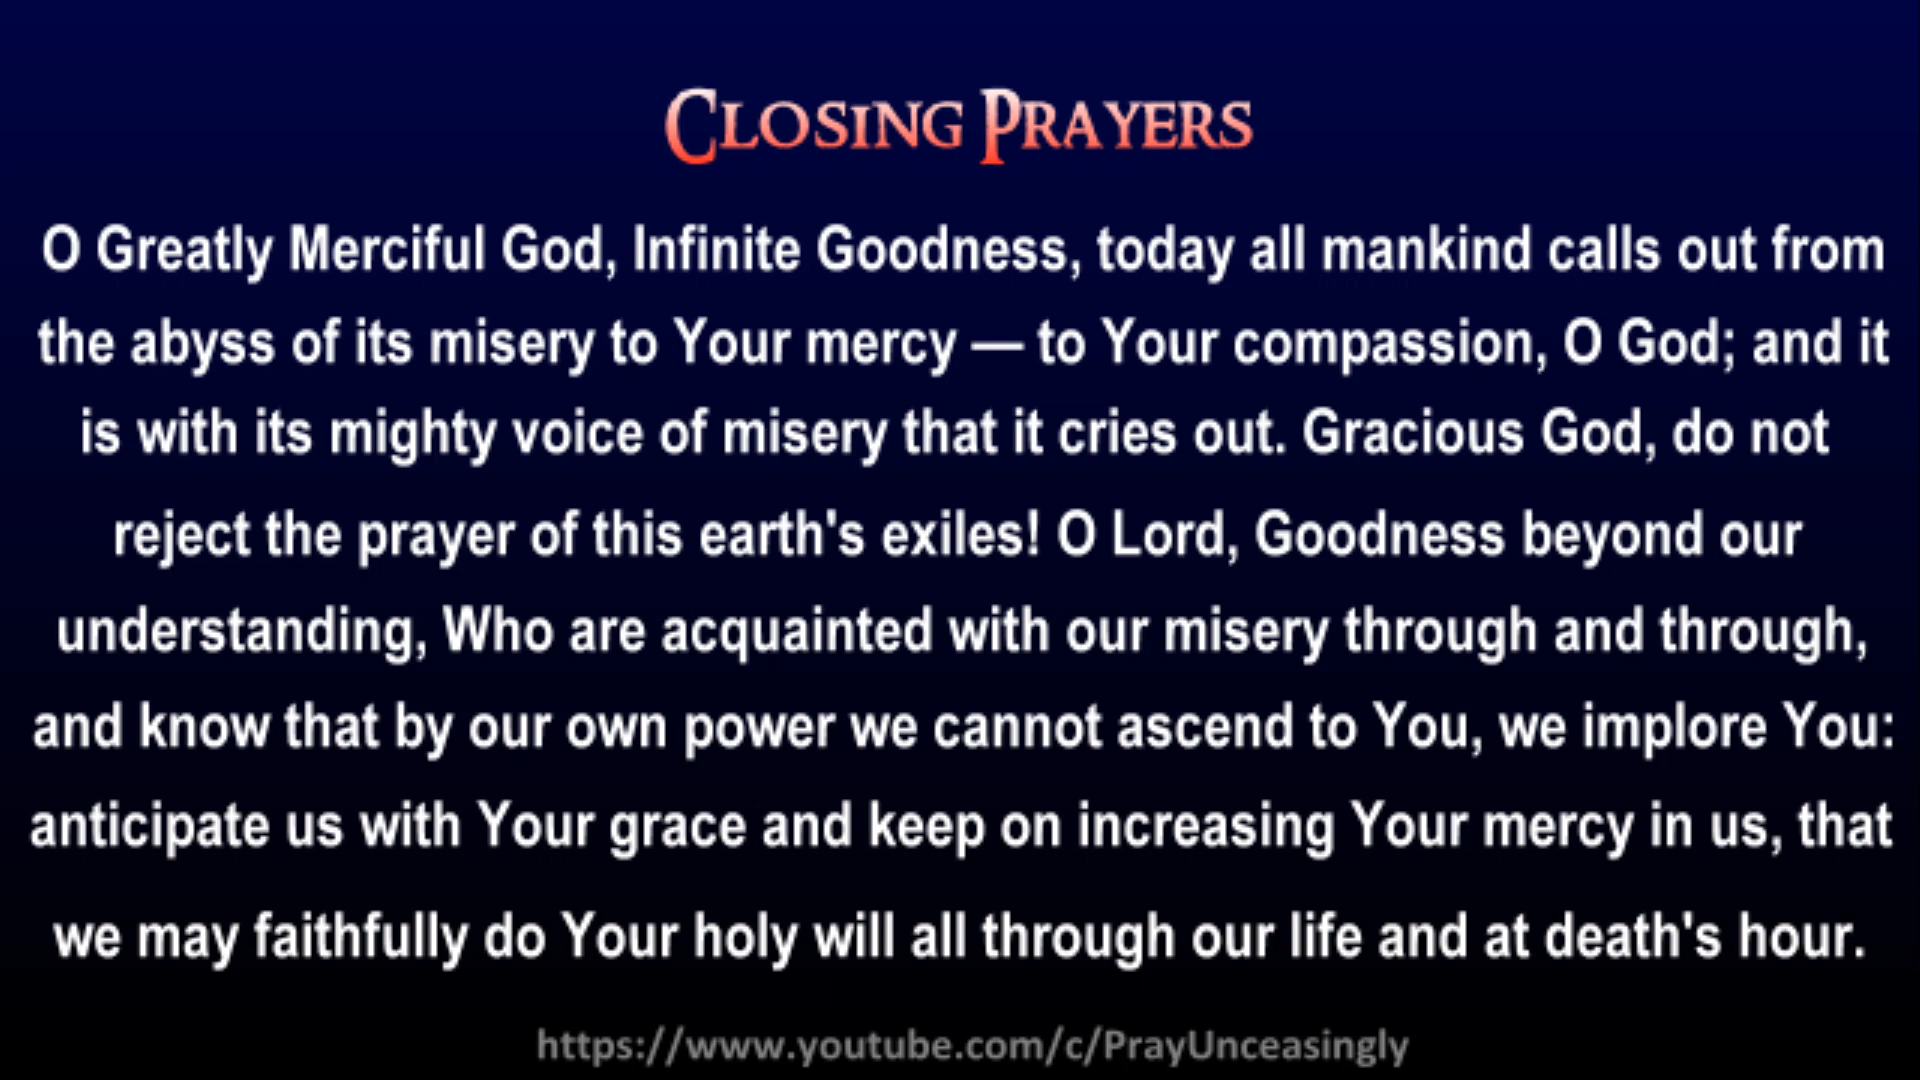 Closing Prayers
O Greatly Merciful God, Infinite Goodness, today all mankind calls out from
the abyss of its misery to Your mercy — to Your compassion, O God; and it
is with its mighty voice of misery that it cries out. Gracious God, do not
reject the prayer of this earth's exiles! O Lord, Goodness beyond our
understanding, Who are acquainted with our misery through and through,
and know that by our own power we cannot ascend to You, we implore You:
anticipate us with Your grace and keep on increasing Your mercy in us, that
we may faithfully do Your holy will all through our life and at death's hour.
https://www.youtube.com/c/PrayUnceasingly